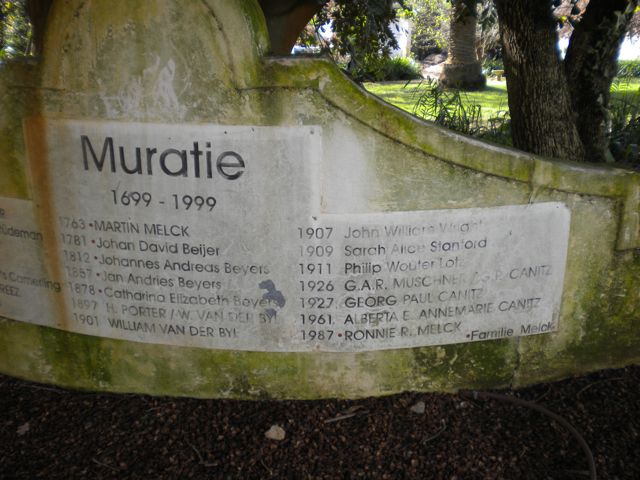 Muratie
1699 - 1999
1763 • MARTIN MELCK
1781 • Johan David Beijer
1812 • Johannes Andreas Beyers
1857 • Jan Andries Beyers
1878 • Catharina Elizabeth Beyers
1897 H. PORTER / W. VAN DER BYL
1901 WILLIAM VAN DER BYL
1907 John William Wright
1909 Sarah Alice Stanford
1911 Philip Wouter
1926 G.A.R. MUSCHNER / G.P. CANITZ
1927 GEORG PAUL CANITZ
1961 ALBERTA E. ANNEMARIE CANITZ
1987 • RONNIE R. MELCK • Familie Melck